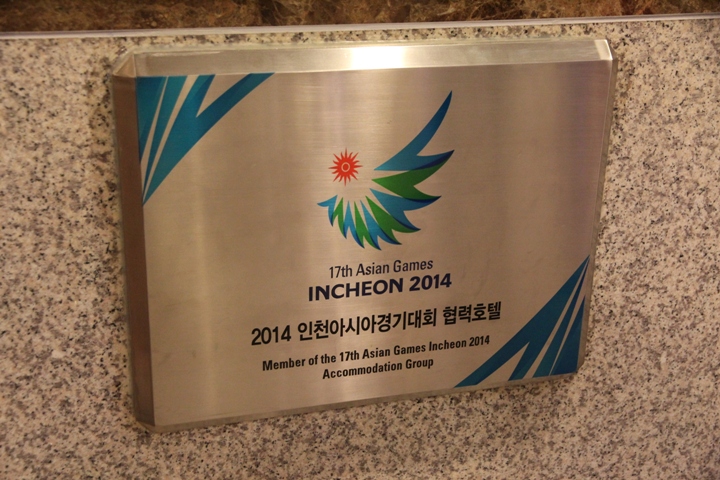 17th Asian Games
INCHEON 2014
2014 인천아시아경기대회 협력호텔
Member of the 17th Asian Games Incheon 2014
Accommodation Group